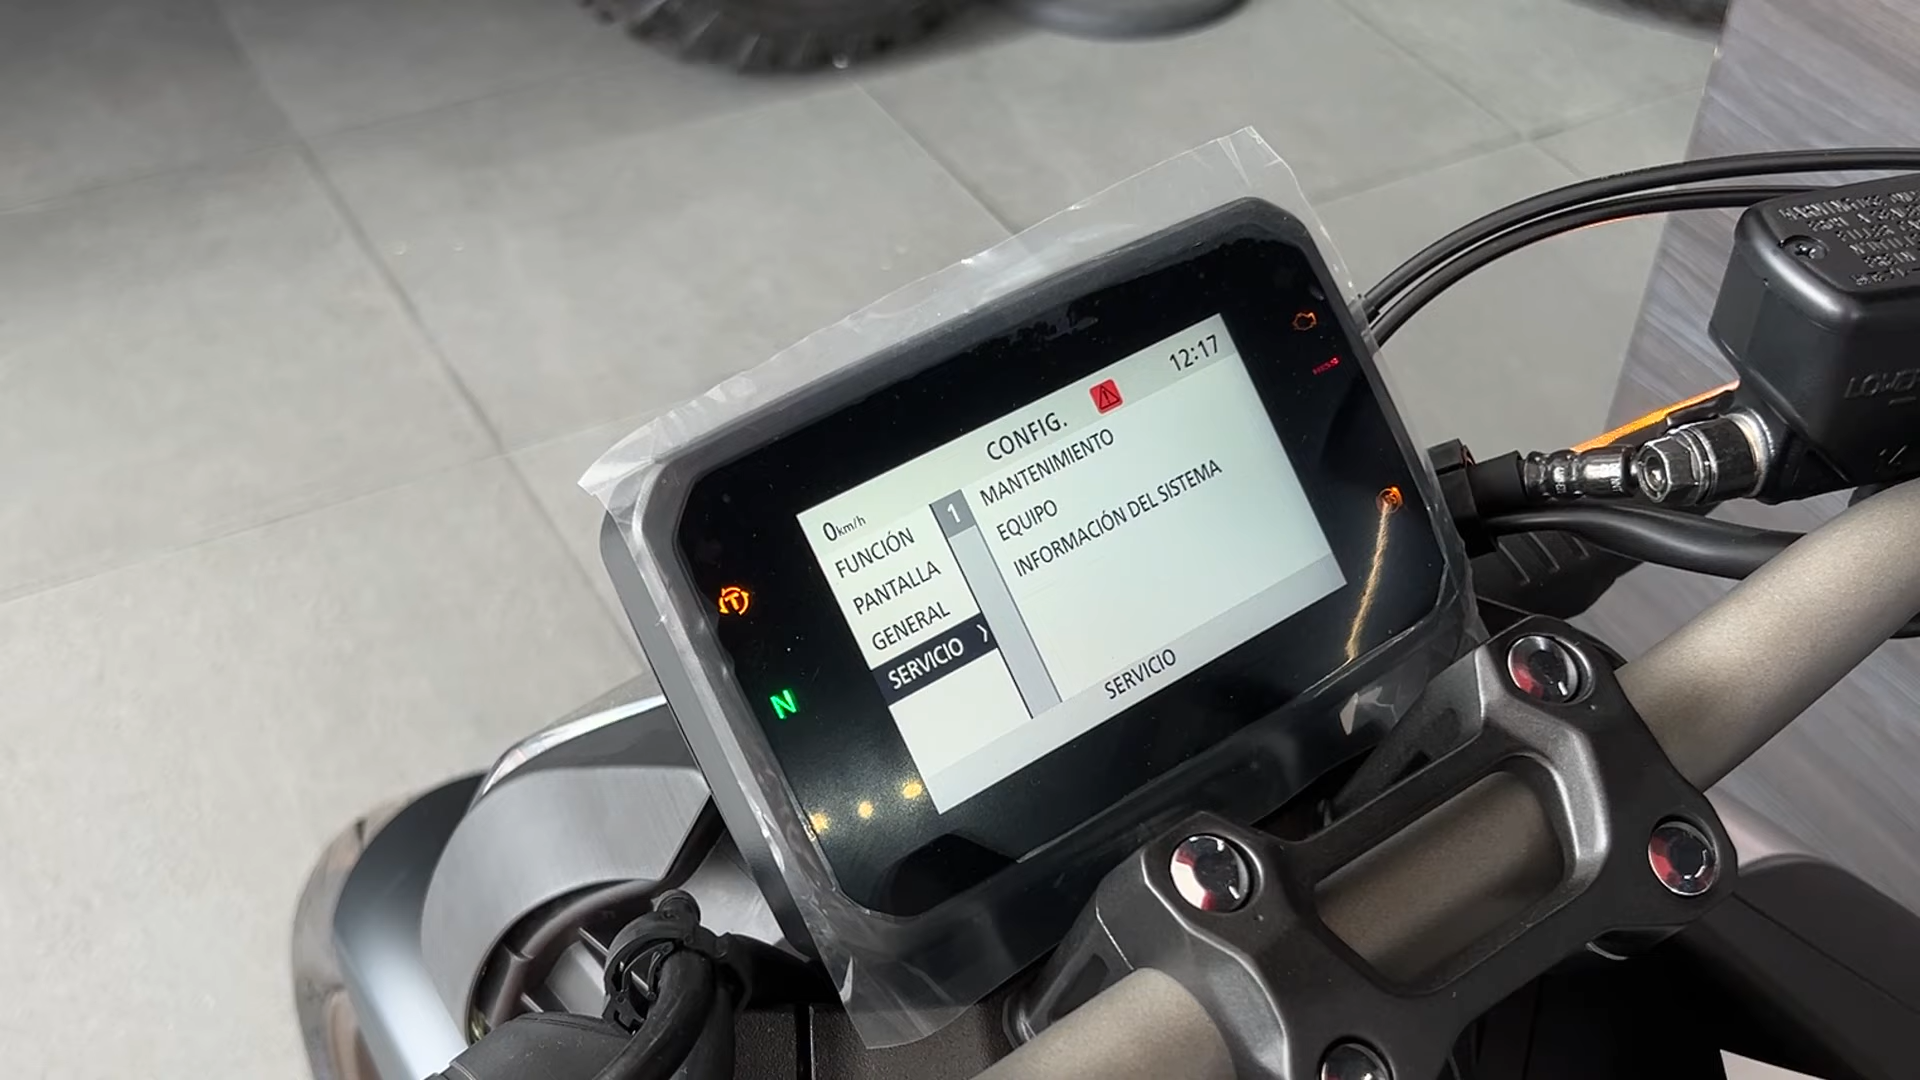 12:17
CONFIG.
0km/h
1
FUNCIÓN
PANTALLA
GENERAL
SERVICIO
MANTENIMIENTO
EQUIPO
INFORMACIÓN DEL SISTEMA
SERVICIO
N
T